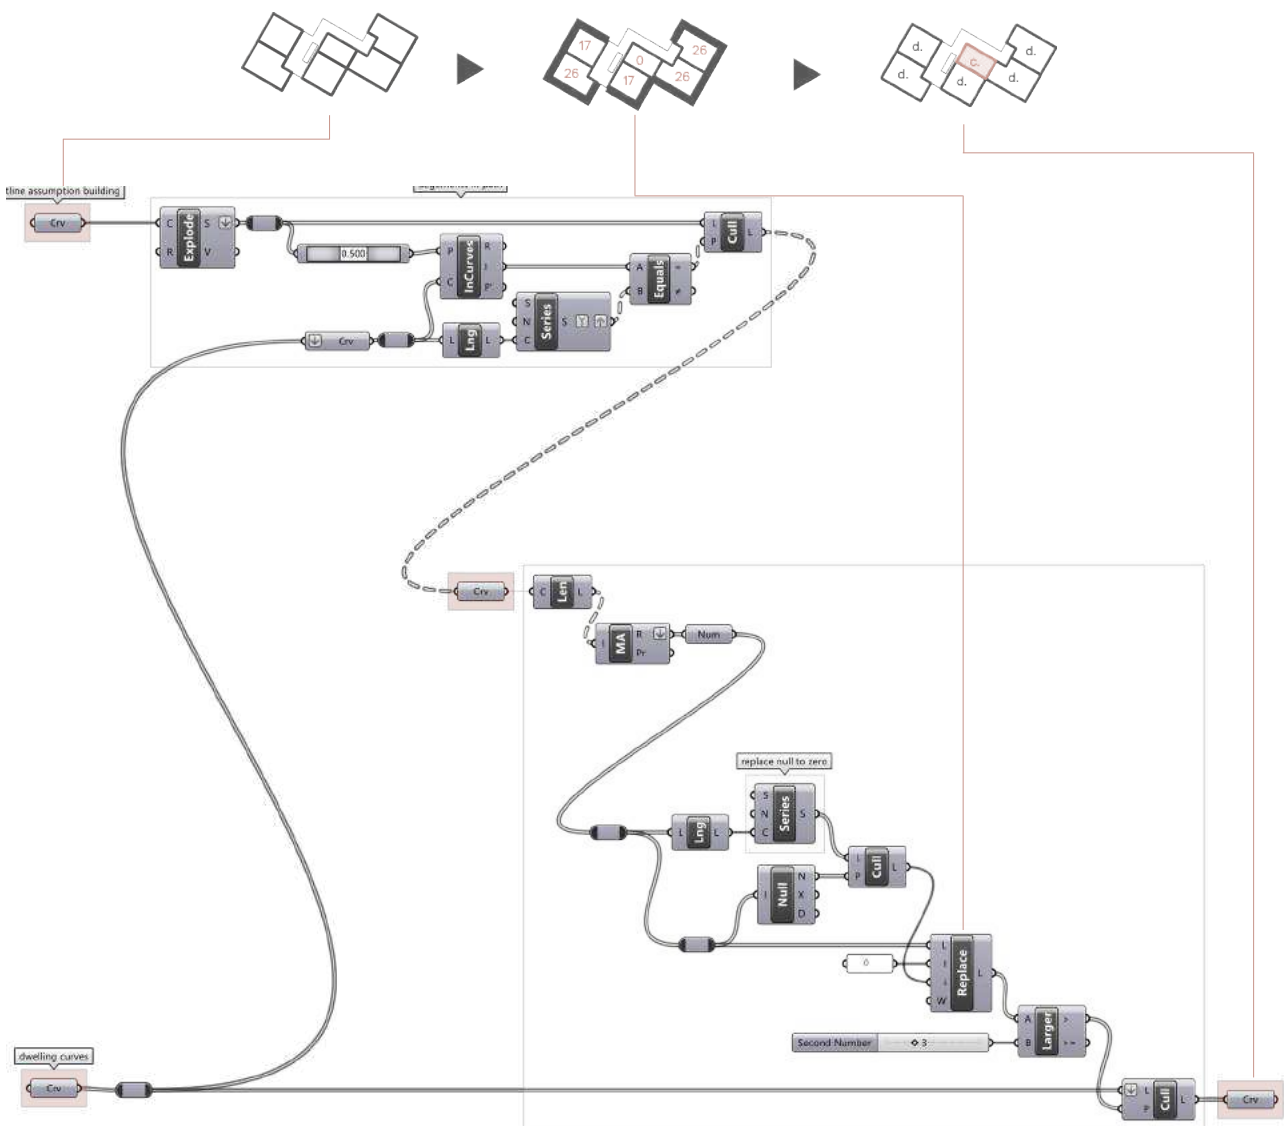 17
26
0
17
26
26
d.
d.
c.
d.
d.
d.
tline assumption building
Crv
C
R
Explode
S
V
0.500
P
C
InCurves
R
I
P'
Crv
L
Lng
L
S
N
C
Series
S
A
B
Equals
=
≠
L
P
Cull
L
Crv
C
Len
L
I
MA
R
Pr
Num
replace null to zero
L
Lng
L
S
N
C
Series
S
I
Null
N
X
D
L
P
Cull
L
0
L
I
i
W
Replace
L
Second Number
3
A
B
Larger
>
>=
dwelling curves
Crv
L
P
Cull
L
Crv